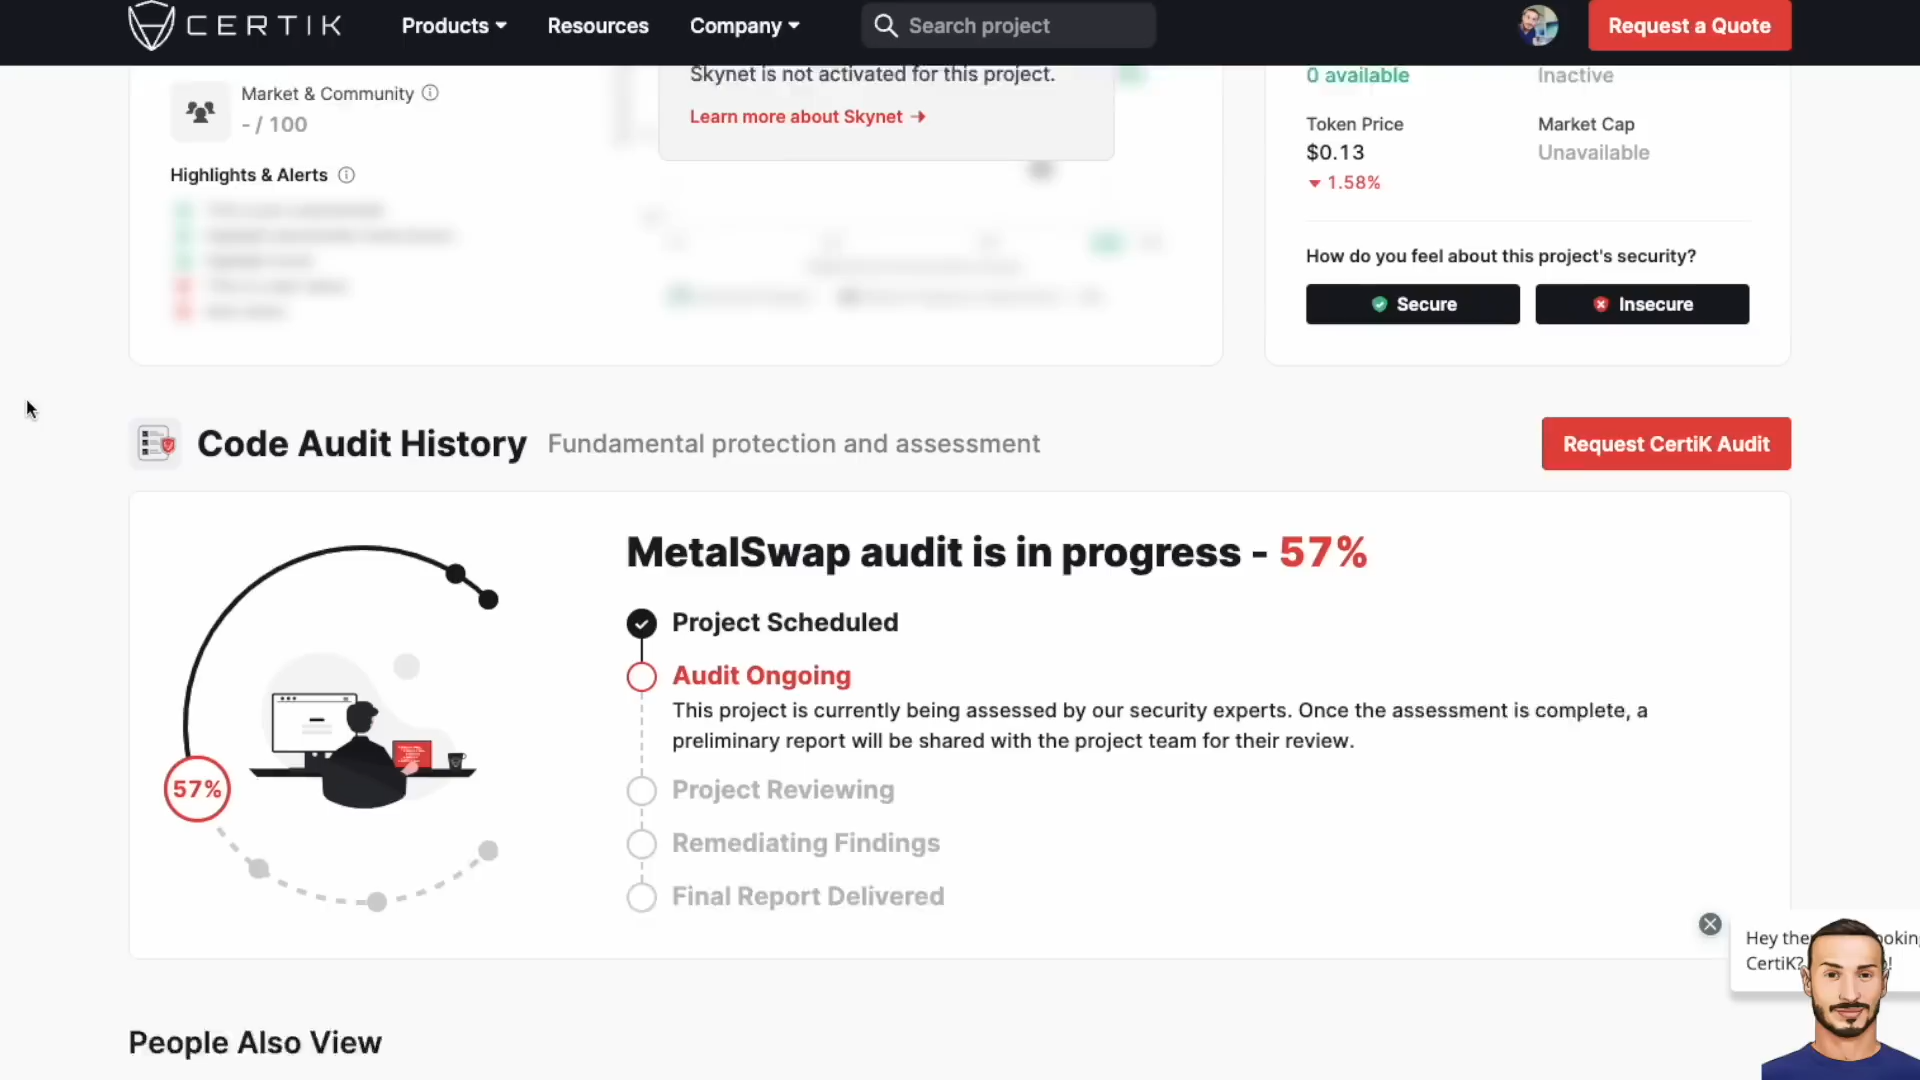 CERTIK
Products
Resources
Company
Search project
Request a Quote
Skynet is not activated for this project.
Learn more about Skynet →
Market & Community
- / 100
Highlights & Alerts
0 available
Inactive
Token Price
Market Cap
$0.13
Unavailable
1.58%
How do you feel about this project's security?
Secure
Insecure
Code Audit History
Fundamental protection and assessment
Request CertiK Audit
MetalSwap audit is in progress - 57%
Project Scheduled
Audit Ongoing
This project is currently being assessed by our security experts. Once the assessment is complete, a
preliminary report will be shared with the project team for their review.
57%
Project Reviewing
Remediating Findings
Final Report Delivered
Hey
CertiK?
People Also View